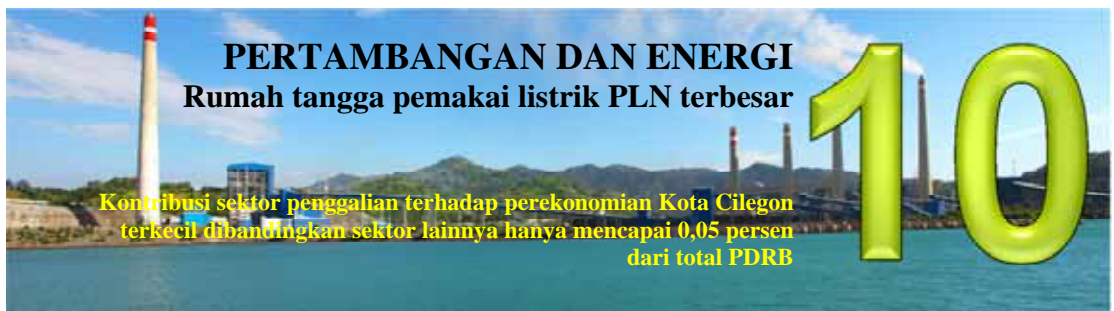 PERTAMBANGAN DAN ENERGI
Rumah tangga pemakai listrik PLN terbesar
10
Kontribusi sektor penggalian terhadap perekonomian Kota Cilegon
terkecil dibandingkan sektor lainnya hanya mencapai 0,05 persen
dari total PDRB